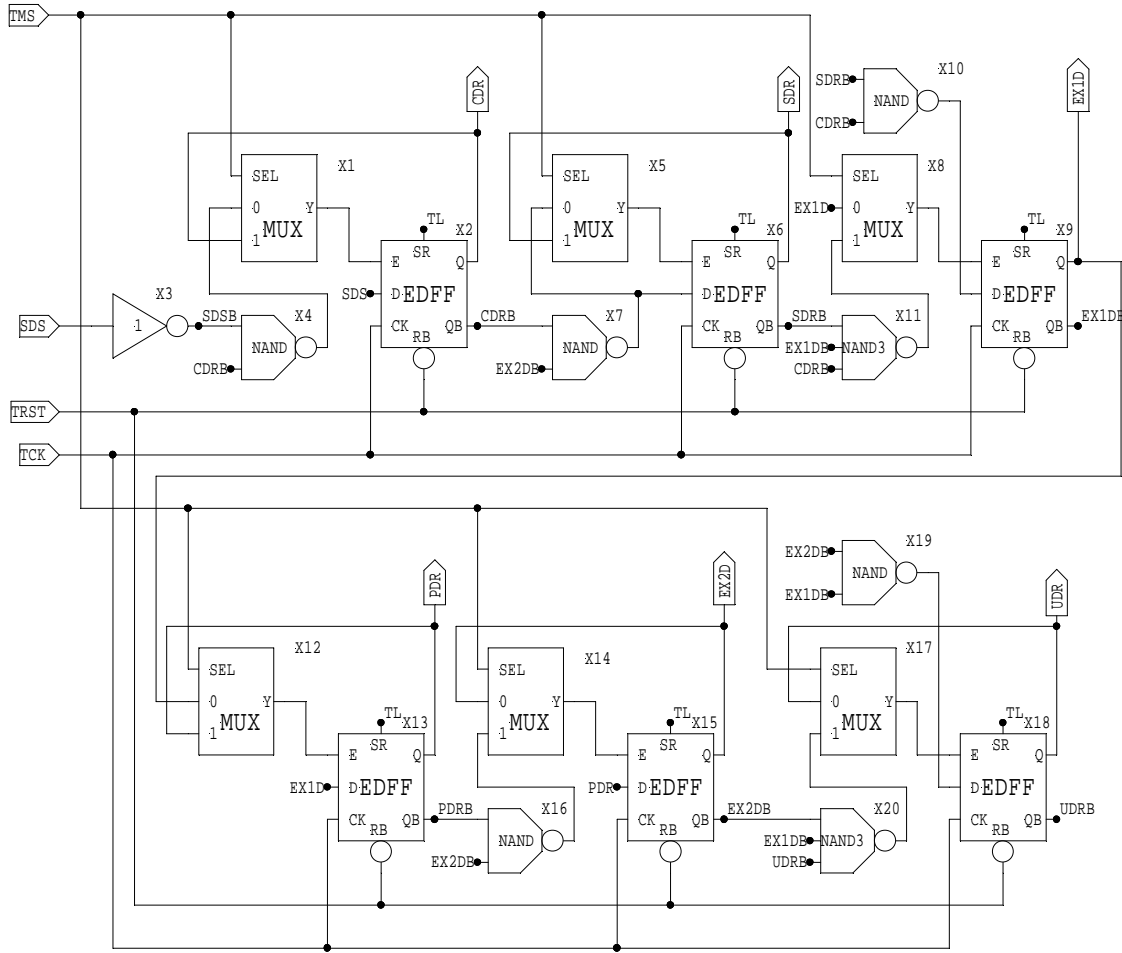 TMS
CDR
SDR
EX1D
SDRB
NAND
X10
CDRB
SEL
0
1
MUX
Y
X1
SEL
0
1
MUX
Y
X5
SEL
0
1
MUX
Y
X8
EX1D
TL
X2
SR
E
Q
SDS
D
EDFF
CK
QB
RB
CDRB
TL
X6
SR
E
Q
D
EDFF
CK
QB
RB
SDRB
TL
X9
SR
E
Q
D
EDFF
CK
QB
RB
EX1DB
SDS
1
X3
SDSB
NAND
X4
CDRB
NAND
X7
EX2DB
NAND3
X11
EX1DB
CDRB
TRST
TCK
PDR
EX2D
UDR
EX2DB
NAND
X19
EX1DB
SEL
0
1
MUX
Y
X12
SEL
0
1
MUX
Y
X14
SEL
0
1
MUX
Y
X17
TL
X13
SR
E
Q
EX1D
D
EDFF
CK
QB
RB
PDRB
NAND
X16
EX2DB
TL
X15
SR
E
Q
PDR
D
EDFF
CK
QB
RB
EX2DB
NAND3
X20
EX1DB
UDRB
TL
X18
SR
E
Q
D
EDFF
CK
QB
RB
UDRB